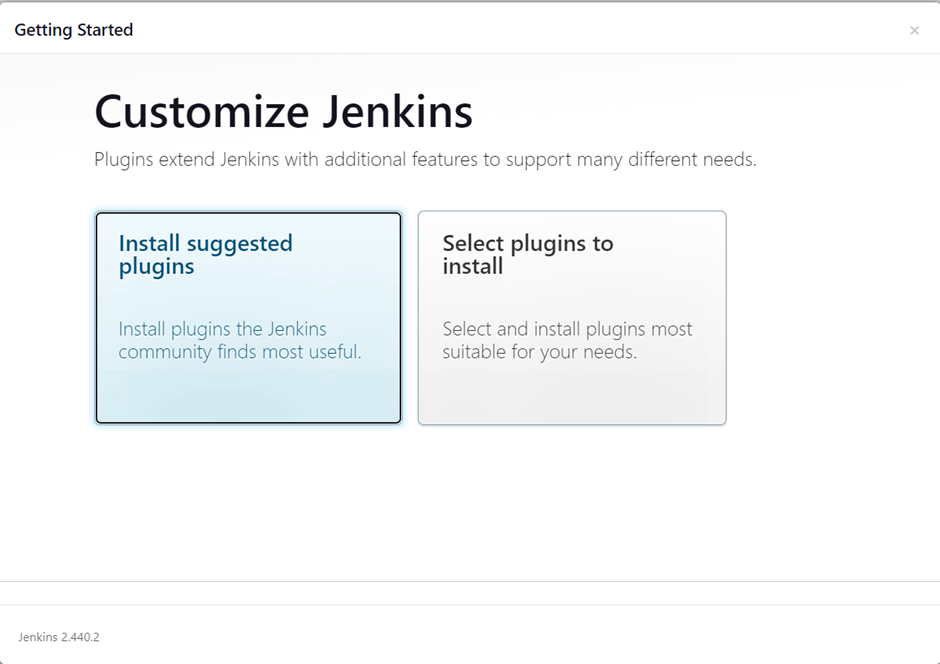 Getting Started
Customize Jenkins
Plugins extend Jenkins with additional features to support many different needs.
Install suggested
plugins
Install plugins the Jenkins
community finds most useful.
Select plugins to
install
Select and install plugins most
suitable for your needs.
Jenkins 2.440.2